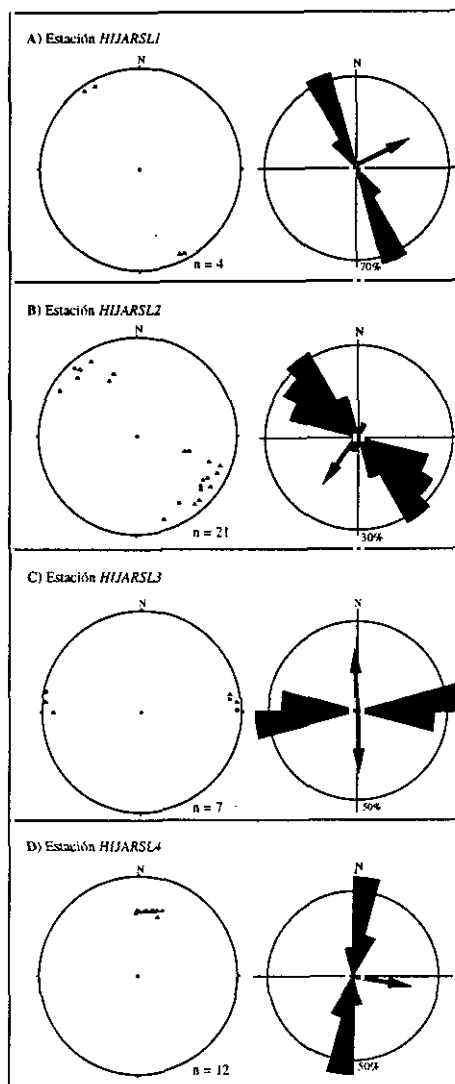 A) Estación HIJARSL1
N
N
n = 4
70%
B) Estación HIJARSL2
N
N
n = 21
30%
C) Estación HIJARSL3
N
N
n = 7
50%
D) Estación HIJARSL4
N
N
n = 12
50%